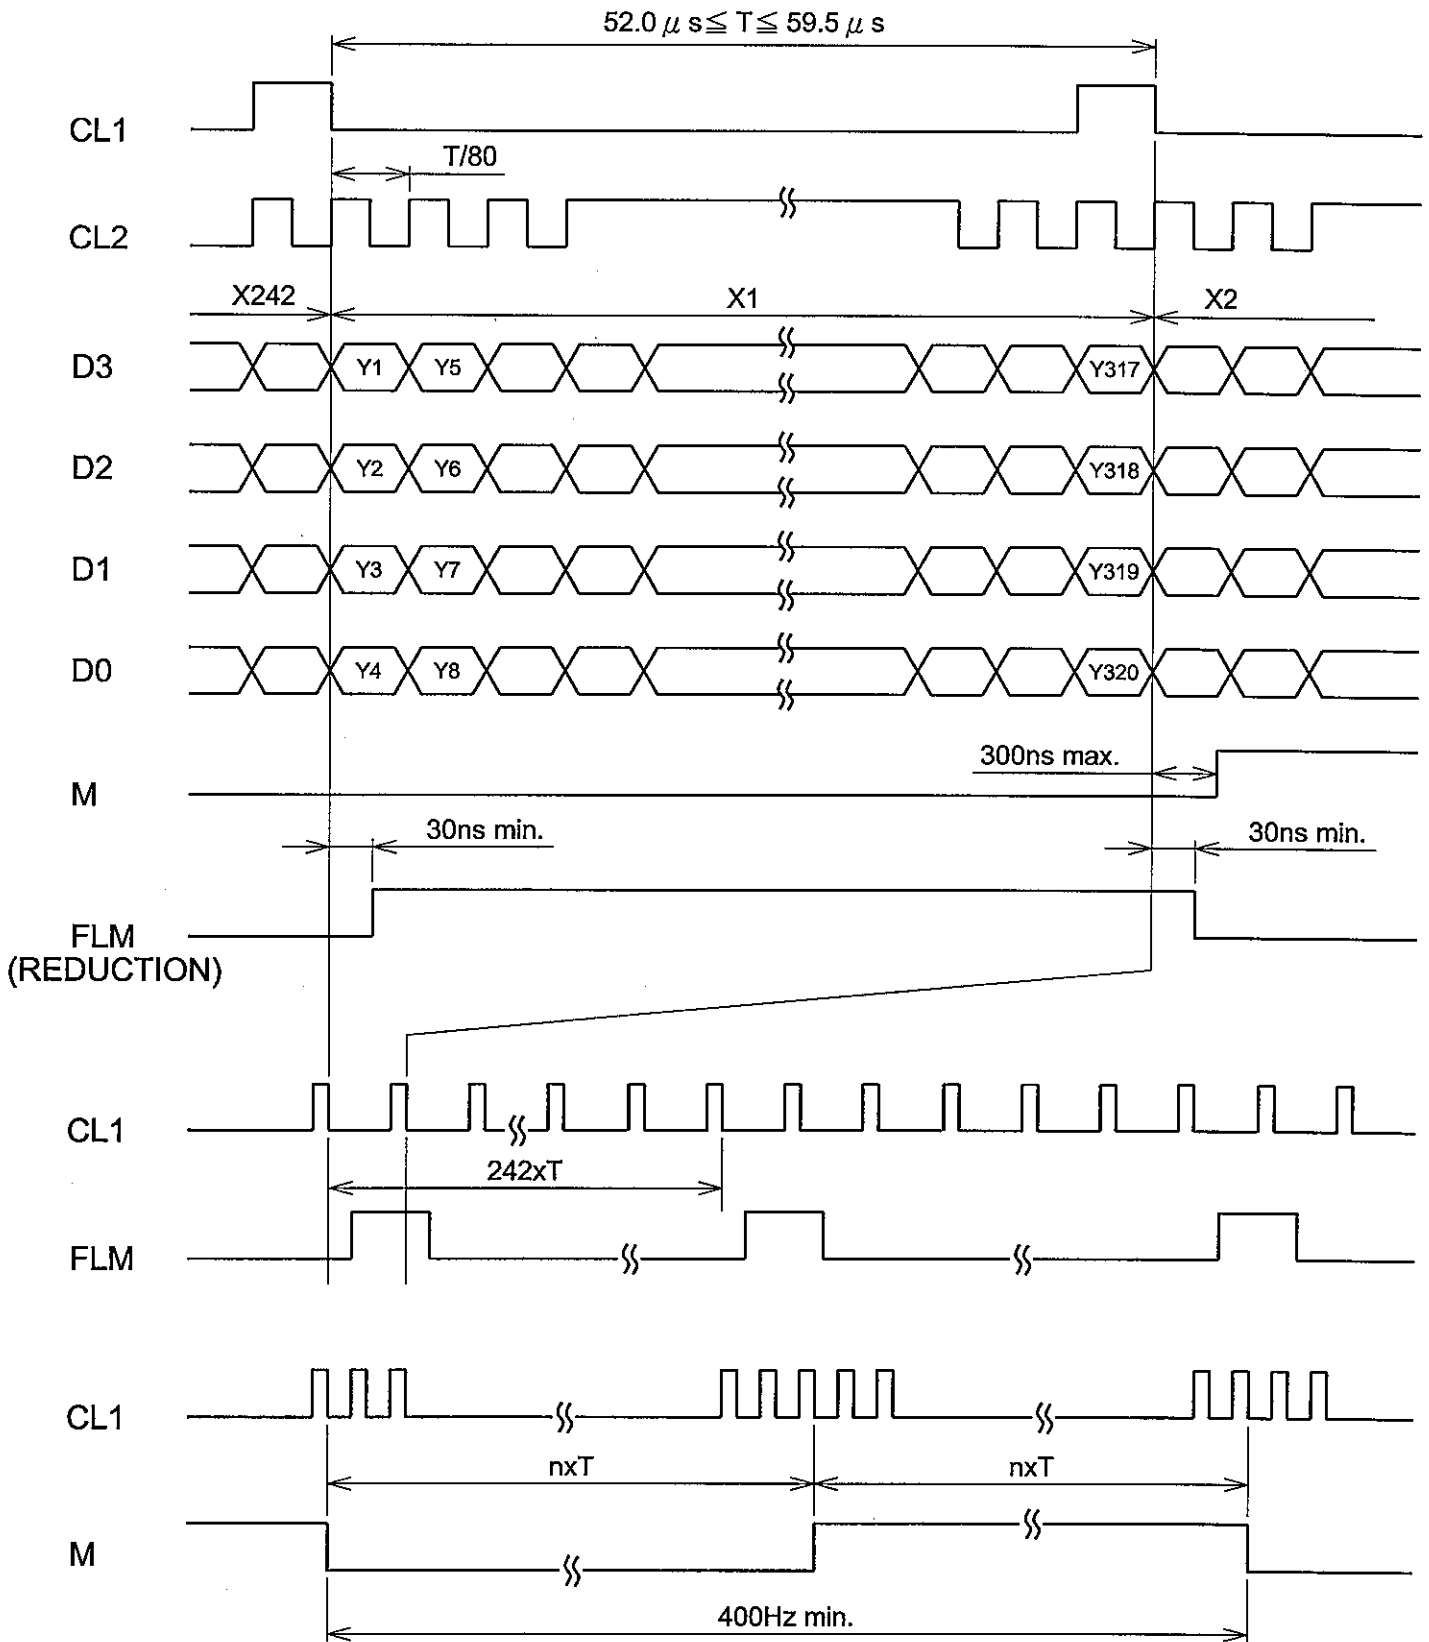 52.0 μ s≦ T≦ 59.5 μ s
CL1
T/80
CL2
X242
X1
X2
D3
Y1
Y5
Y317
D2
Y2
Y6
Y318
D1
Y3
Y7
Y319
D0
Y4
Y8
Y320
300ns max.
M
30ns min.
30ns min.
FLM
(REDUCTION)
CL1
242xT
FLM
CL1
nxT
nxT
M
400Hz min.